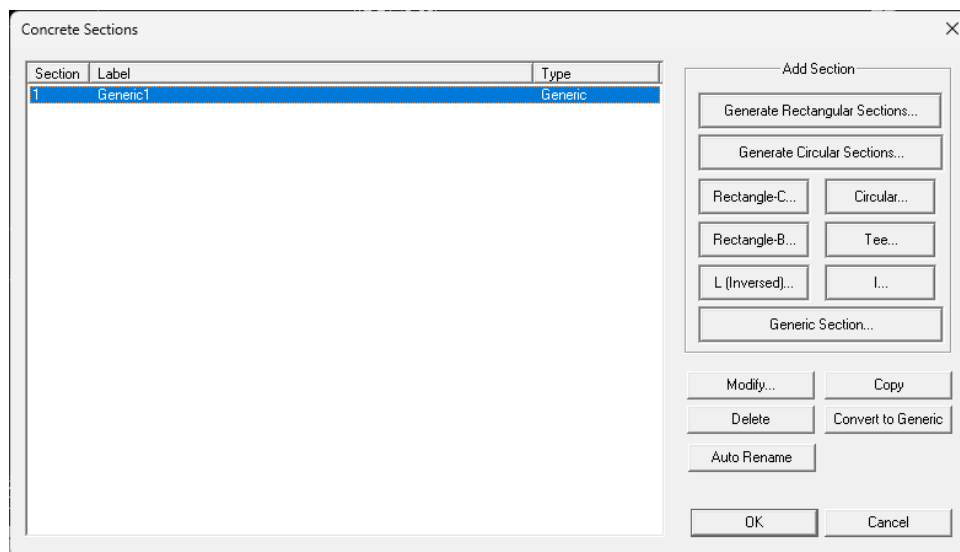 Concrete Sections
Section Label Type
1 Generic1 Generic
Add Section
Generate Rectangular Sections...
Generate Circular Sections...
Rectangle-C... Circular...
Rectangle-B... Tee...
L (Inversed)... I...
Generic Section...
Modify... Copy
Delete Convert to Generic
Auto Rename
OK Cancel